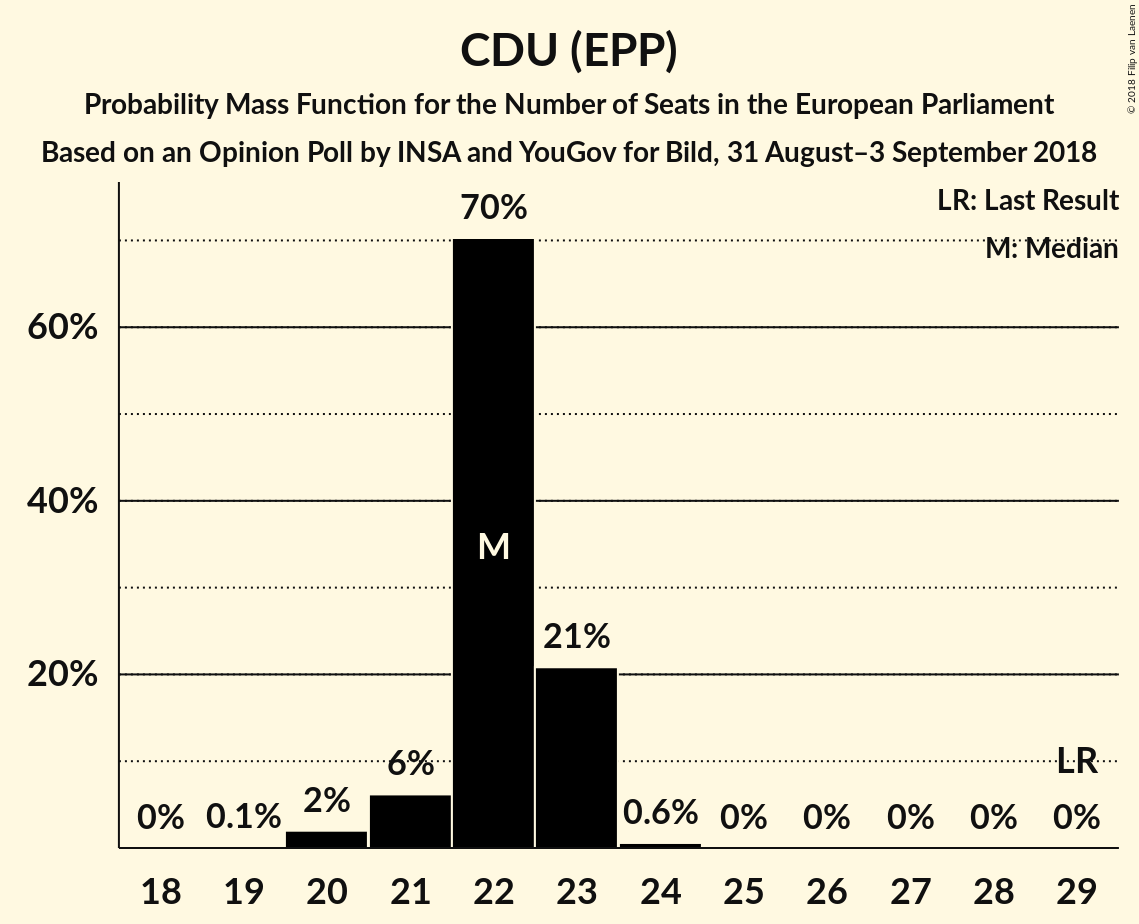 CDU (EPP)
Probability Mass Function for the Number of Seats in the European Parliament
Based on an Opinion Poll by INSA and YouGov for Bild, 31 August–3 September 2018
© 2018 Filip van Laenen
LR: Last Result
M: Median
70%
60%
40%
M
21%
20%
6%
LR
2%
0% 0.1% 0.6% 0% 0% 0% 0% 0%
18 19 20 21 22 23 24 25 26 27 28 29